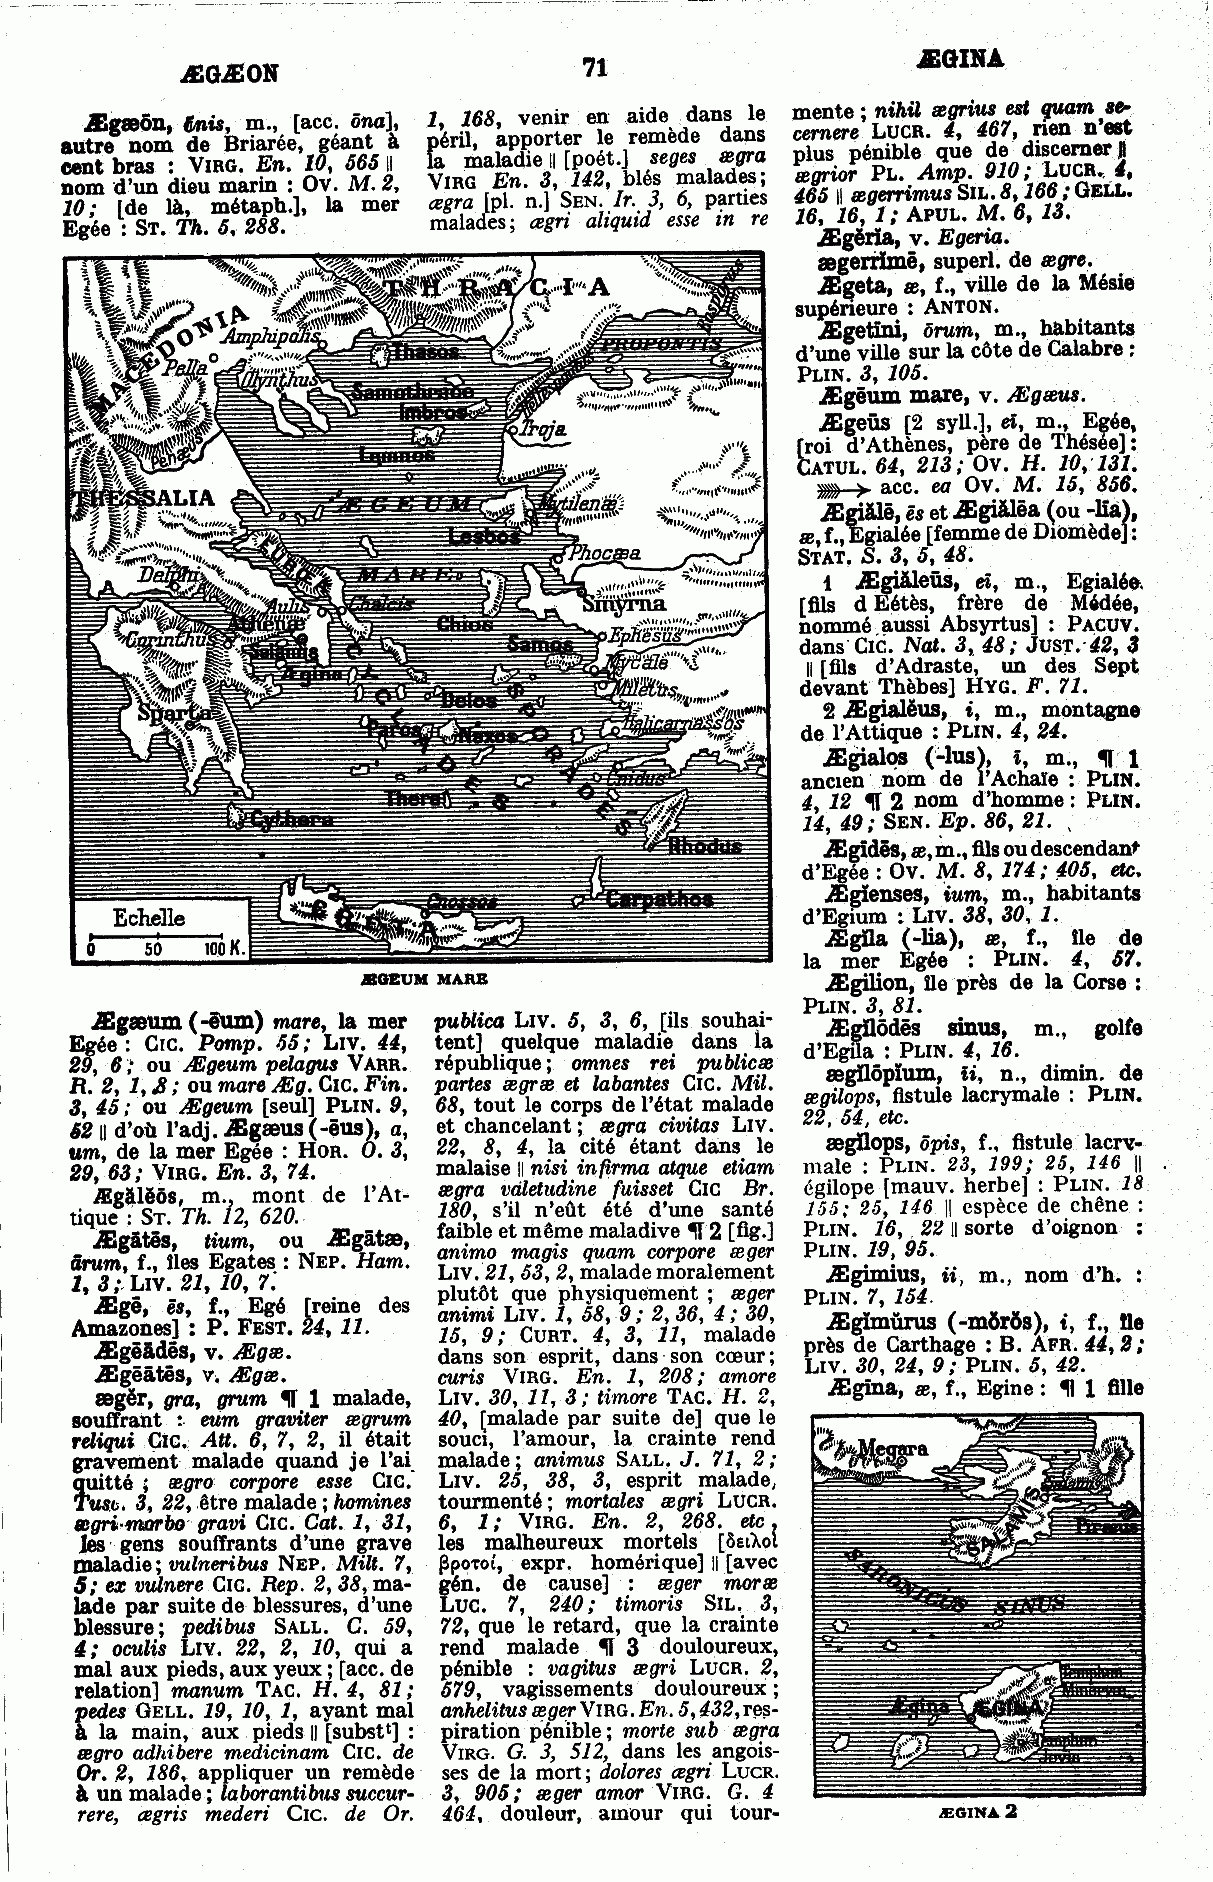 ÆGÆON
71
ÆGINA
Ægæōn, ōnis, m., [acc. ōna],
autre nom de Briarée, géant à
cent bras : VIRG. En. 10, 565 ||
nom d'un dieu marin : OV. M. 2,
10; [de là, métaph.], la mer
Egée : ST. Th. 5, 288.
Ægæum (-ēum) mare, la mer
Egée : CIC. Pomp. 55; LIV. 44,
29, 6; ou Ægeum pelagus VARR.
R. 2, 1, 8; ou mare Æg. CIC. Fin.
3, 45; ou Ægeum [seul] PLIN. 9,
52 || d'où l'adj. Ægæus (-ēus), a,
um, de la mer Egée : HOR. O. 3,
29, 63; VIRG. En. 3, 74.
Ægălĕōs, m., mont de l'At-
tique : ST. Th. 12, 620.
Ægātēs, tium, ou Ægātæ,
ārum, f., îles Egates : NEP. Ham.
1, 3; LIV. 21, 10, 7.
Ægē, ēs, f., Egé [reine des
Amazones] : P. FEST. 24, 11.
Ægēădēs, v. Ægæ.
Ægēātēs, v. Ægæ.
ægĕr, gra, grum ¶ 1 malade,
souffrant : eum graviter ægrum
reliqui CIC. Att. 6, 7, 2, il était
gravement malade quand je l'ai
quitté ; ægro corpore esse CIC.
Tusc. 3, 22, être malade ; homines
ægri morbo gravi CIC. Cat. 1, 31,
les gens souffrants d'une grave
maladie; vulneribus NEP. Milt. 7,
5; ex vulnere CIC. Rep. 2, 38, ma-
lade par suite de blessures, d'une
blessure; pedibus SALL. C. 59,
4; oculis LIV. 22, 2, 10, qui a
mal aux pieds, aux yeux ; [acc. de
relation] manum TAC. H. 4, 81;
pedes GELL. 19, 10, 1, ayant mal
à la main, aux pieds || [substᵗ] :
ægro adhibere medicinam CIC. de
Or. 2, 186, appliquer un remède
à un malade; laborantibus succur-
rere, ægris mederi CIC. de Or.
1, 168, venir en aide dans le
péril, apporter le remède dans
la maladie || [poét.] seges ægra
VIRG En. 3, 142, blés malades;
ægra [pl. n.] SEN. Ir. 3, 6, parties
malades; ægri aliquid esse in re
publica LIV. 5, 3, 6, [ils souhai-
tent] quelque maladie dans la
république; omnes rei publicæ
partes ægræ et labantes CIC. Mil.
68, tout le corps de l'état malade
et chancelant ; ægra civitas LIV.
22, 8, 4, la cité étant dans le
malaise || nisi infirma atque etiam
ægra valetudine fuisset CIC Br.
180, s'il n'eût été d'une santé
faible et même maladive ¶ 2 [fig.]
animo magis quam corpore æger
LIV. 21, 53, 2, malade moralement
plutôt que physiquement ; æger
animi LIV. 1, 58, 9 ; 2, 36, 4; 30,
15, 9; CURT. 4, 3, 11, malade
dans son esprit, dans son cœur;
curis VIRG. En. 1, 208; amore
LIV. 30, 11, 3; timore TAC. H. 2,
40, [malade par suite de] que le
souci, l'amour, la crainte rend
malade; animus SALL. J. 71, 2;
LIV. 25, 38, 3, esprit malade,
tourmenté; mortales ægri LUCR.
6, 1; VIRG. En. 2, 268. etc,
les malheureux mortels [δειλοὶ
βροτοί, expr. homérique] || [avec
gén. de cause] : æger moræ
LUC. 7, 240; timoris SIL. 3,
72, que le retard, que la crainte
rend malade ¶ 3 douloureux,
pénible : vagitus ægri LUCR. 2,
579, vagissements douloureux;
anhelitus æger VIRG. En. 5, 432, res-
piration pénible; morte sub ægra
VIRG. G. 3, 512, dans les angois-
ses de la mort; dolores ægri LUCR.
3, 905; æger amor VIRG. G. 4
464, douleur, amour qui tour-
mente; nihil ægrius est quam se-
cernere LUCR. 4, 467, rien n'est
plus pénible que de discerner ||
ægrior PL. Amp. 910; LUCR. 4,
465 || ægerrimus SIL. 8, 166; GELL.
16, 16, 1; APUL. M. 6, 13.
Ægĕrĭa, v. Egeria.
ægerrĭmē, superl. de ægre.
Ægeta, æ, f., ville de la Mésie
supérieure : ANTON.
Ægetīni, ōrum, m., habitants
d'une ville sur la côte de Calabre :
PLIN. 3, 105.
Ægēum mare, v. Ægæus.
Ægeūs [2 syll.], eī, m., Egée,
[roi d'Athènes, père de Thésée]:
CATUL. 64, 213; OV. H. 10, 131.
acc. ea OV. M. 15, 856.
Ægiălē, ēs et Ægiălēa (ou -līa),
æ, f., Egialée [femme de Diomède]:
STAT. S. 3, 5, 48.
1 Ægiăleūs, eī, m., Egialée
[fils d Eétès, frère de Médée,
nommé aussi Absyrtus] : PACUV.
dans CIC. Nat. 3, 48; JUST. 42, 3
|| [fils d'Adraste, un des Sept
devant Thèbes] HYG. F. 71.
2 Ægialĕus, i, m., montagne
de l'Attique : PLIN. 4, 24.
Ægialos (-lus), ī, m., ¶ 1
ancien nom de l'Achaïe : PLIN.
4, 12 ¶ 2 nom d'homme: PLIN.
14, 49; SEN. Ep. 86, 21.
Ægīdēs, æ, m., fils ou descendant
d'Egée : OV. M. 8, 174; 405, etc.
Ægienses, ium, m., habitants
d'Egium : LIV. 38, 30, 1.
Ægĭla (-lia), æ, f., île de
la mer Egée : PLIN. 4, 57.
Ægilion, île près de la Corse :
PLIN. 3, 81.
Ægĭlōdēs sinus, m., golfe
d'Egila : PLIN. 4, 16.
ægĭlōpĭum, ĭi, n., dimin. de
ægilops, fistule lacrymale : PLIN.
22, 54, etc.
ægĭlops, ōpis, f., fistule lacry-
male : PLIN. 23, 199; 25, 146 ||
égilope [mauv. herbe] : PLIN. 18
155; 25, 146 || espèce de chêne :
PLIN. 16, 22 || sorte d'oignon :
PLIN. 19, 95.
Ægimius, ii, m., nom d'h. :
PLIN. 7, 154.
Ægĭmūrus (-mŏrŏs), i, f., île
près de Carthage : B. AFR. 44, 2;
LIV. 30, 24, 9; PLIN. 5, 42.
Ægīna, æ, f., Egine : ¶ 1 fille
THRACIA
MACEDONIA
Bosphorus
Amphipolis
Thasos
PROPONTIS
Pella
Olynthus
Samothrace
Imbros
Hellespontus
Troja
Penæus
Lemnos
THESSALIA
ÆGEUM
Mytilenæ
Lesbos
EUBŒA
Phocæa
Delphi
MARE
Aulis
Chalcis
Smyrna
Athenæ
Chios
Corinthus
Salamis
Samos
Ephesus
Ægina
Mycale
Delos
Miletus
Sparta
Paros
Naxos
Halicarnassos
CYCLADES
SPORADES
Cnidus
Thera
Cythera
Rhodus
Carpathos
Cnossos
CRETA
Echelle
0 50 100 K.
ÆGEUM MARE
Megara
Salamis
SALAMIS
Piræus
SARONICUS SINUS
Templum
Minervæ
Ægina
ÆGINA
Templum
Jovis
ÆGINA 2